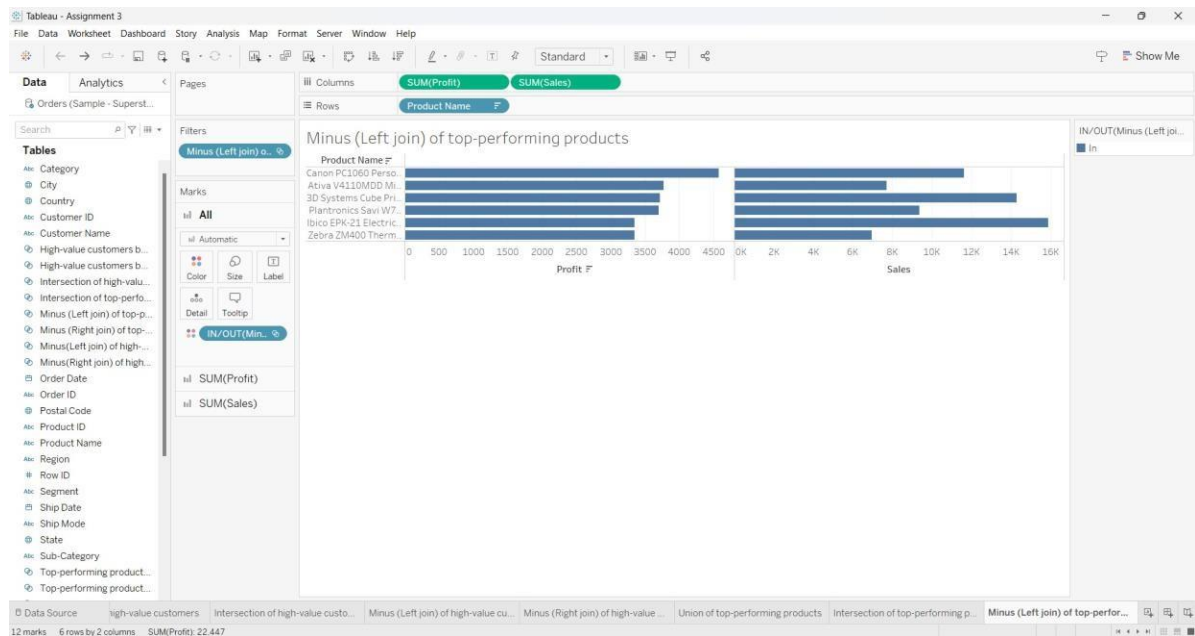 Tableau - Assignment 3
File Data Worksheet Dashboard Story Analysis Map Format Server Window Help
Standard
Show Me
Data Analytics
Pages
Columns SUM(Profit) SUM(Sales)
Orders (Sample - Superst...
Rows Product Name
Search
Filters
Minus (Left join) of top-performing products
IN/OUT(Minus (Left joi...
In
Tables
Minus (Left join) o..
Product Name
Abc Category
City
Country
Abc Customer ID
Abc Customer Name
High-value customers b...
High-value customers b...
Intersection of high-valu...
Intersection of top-perfo...
Minus (Left join) of top-p...
Minus (Right join) of top-...
Minus(Left join) of high-...
Minus(Right join) of high...
Order Date
Abc Order ID
Postal Code
Abc Product ID
Abc Product Name
Abc Region
# Row ID
Abc Segment
Ship Date
Abc Ship Mode
State
Abc Sub-Category
Top-performing product...
Top-performing product...
Marks
All
Automatic
Color Size Label
Detail Tooltip
IN/OUT(Min..
SUM(Profit)
SUM(Sales)
Canon PC1060 Perso..
Ativa V4110MDD Mi..
3D Systems Cube Pri..
Plantronics Savi W7..
Ibico EPK-21 Electric..
Zebra ZM400 Therm..
0 500 1000 1500 2000 2500 3000 3500 4000 4500 0K 2K 4K 6K 8K 10K 12K 14K 16K
Profit Sales
Data Source igh-value customers Intersection of high-value custo... Minus (Left join) of high-value cu... Minus (Right join) of high-value ... Union of top-performing products Intersection of top-performing p... Minus (Left join) of top-perfor...
12 marks 6 rows by 2 columns SUM(Profit): 22,447